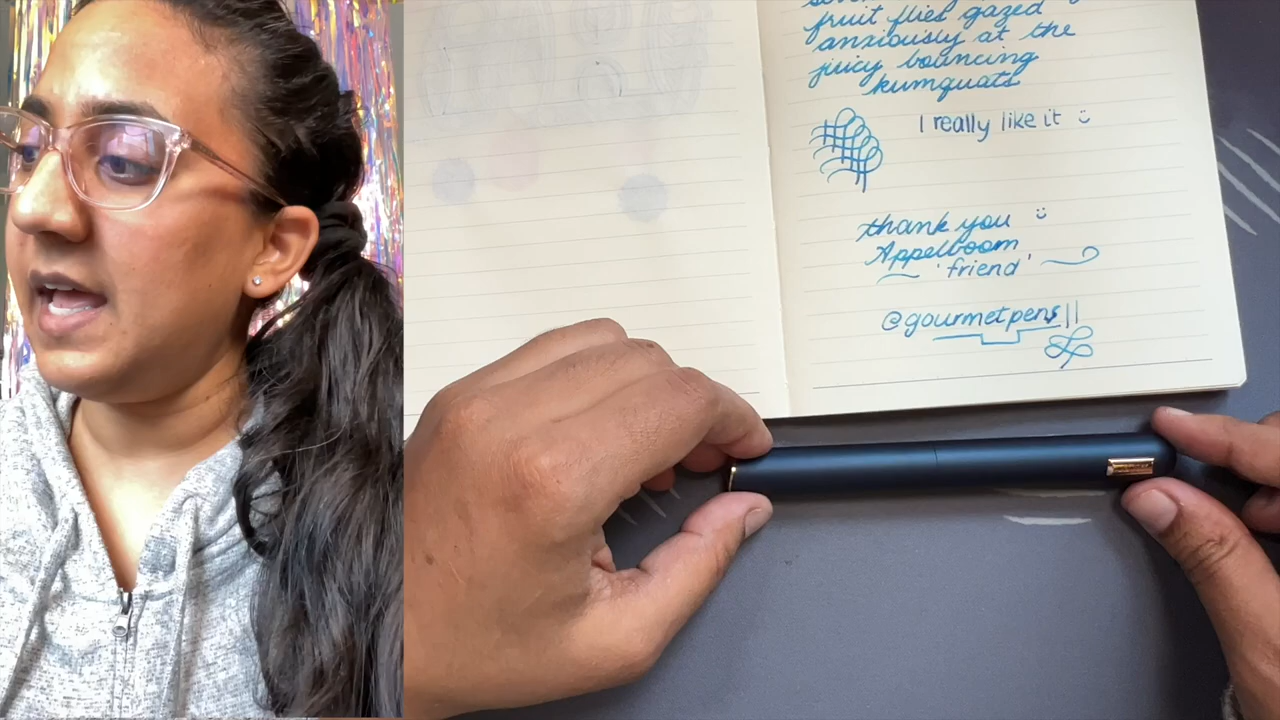 fruit flies gazed
anxiously at the
juicy bouncing
kumquats
I really like it
thank you
Appelboom
'friend'
@gourmetpens